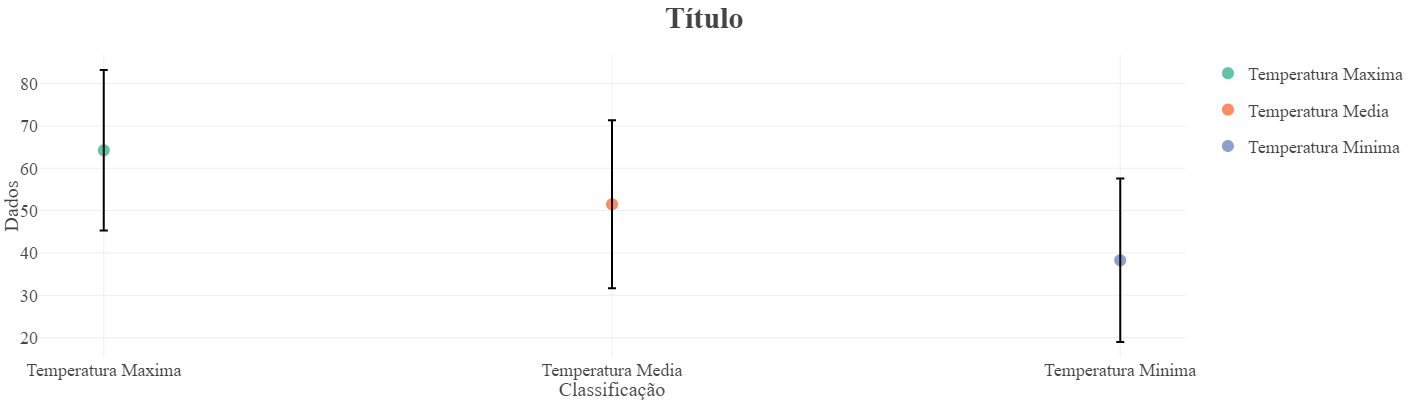 Título
Temperatura Maxima
Temperatura Media
Temperatura Minima
Dados
80
70
60
50
40
30
20
Temperatura Maxima
Temperatura Media
Temperatura Minima
Classificação